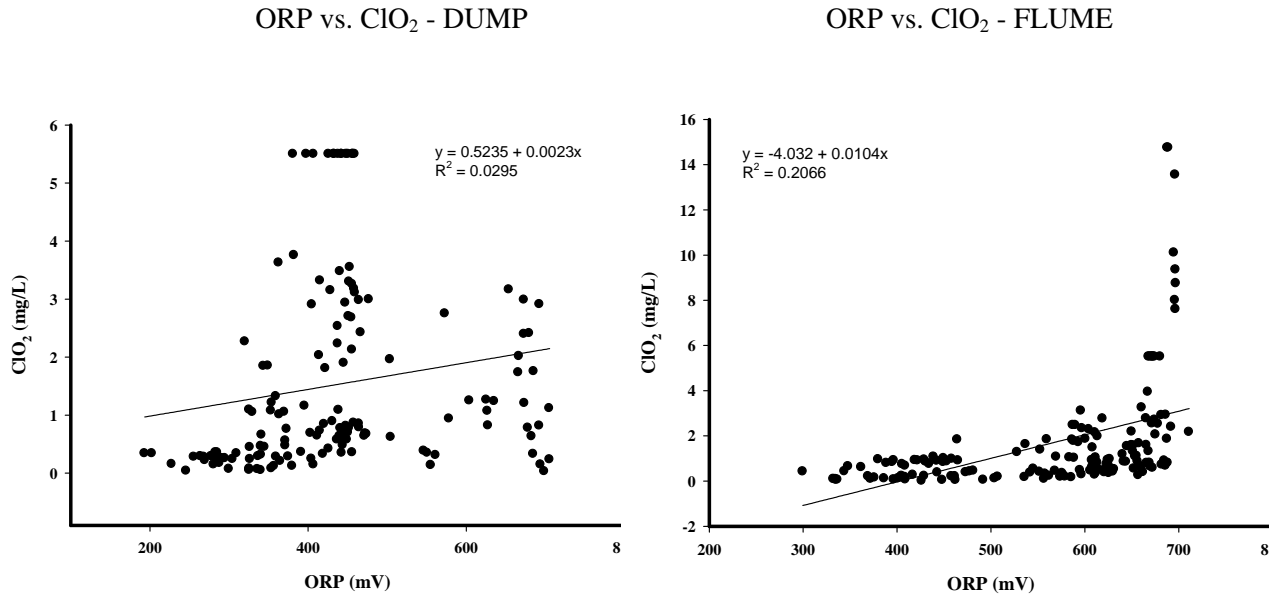 ORP vs. ClO₂ - DUMP
y = 0.5235 + 0.0023x
R² = 0.0295
6
5
4
3
2
1
0
ClO₂ (mg/L)
200
400
600
8
ORP (mV)
ORP vs. ClO₂ - FLUME
y = -4.032 + 0.0104x
R² = 0.2066
16
14
12
10
8
6
4
2
0
-2
ClO₂ (mg/L)
200
300
400
500
600
700
8
ORP (mV)